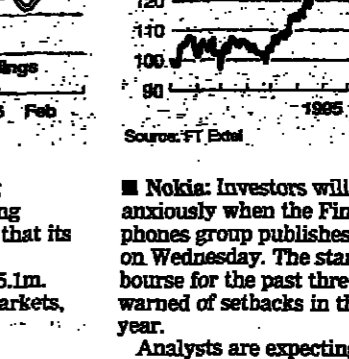 120
110
100
90
ngs
Feb
1995
Source: FT Extel
ng
that its
5.1m.
arkets,
■ Nokia: Investors will
anxiously when the Fin
phones group publishes
on Wednesday. The star
bourse for the past thre
warned of setbacks in th
year.
Analysts are expecting